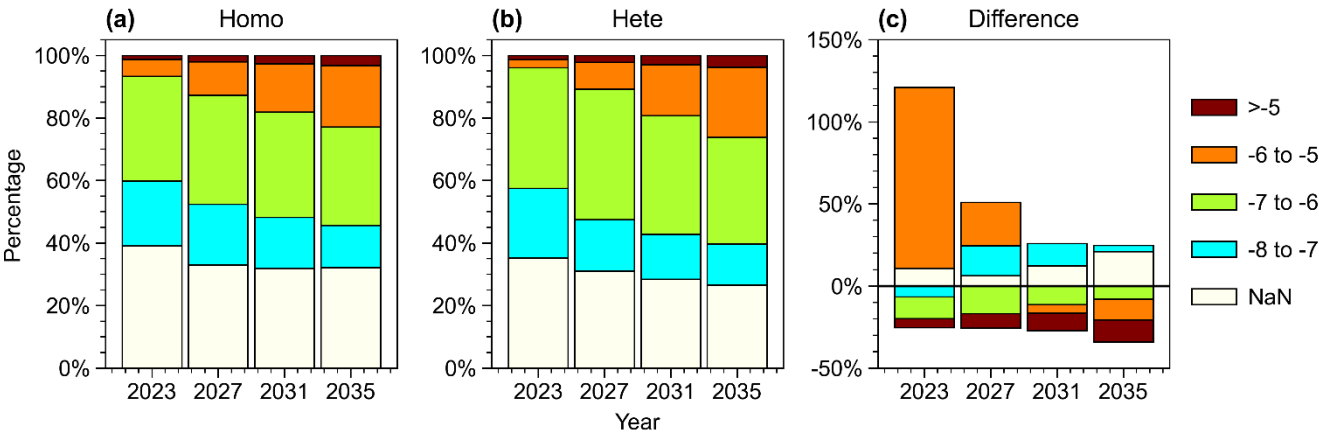 (a) Homo
(b) Hete
(c) Difference
Percentage
100%
80%
60%
40%
20%
0%
2023 2027 2031 2035
100%
80%
60%
40%
20%
0%
2023 2027 2031 2035
Year
150%
100%
50%
0%
-50%
2023 2027 2031 2035
>-5
-6 to -5
-7 to -6
-8 to -7
NaN